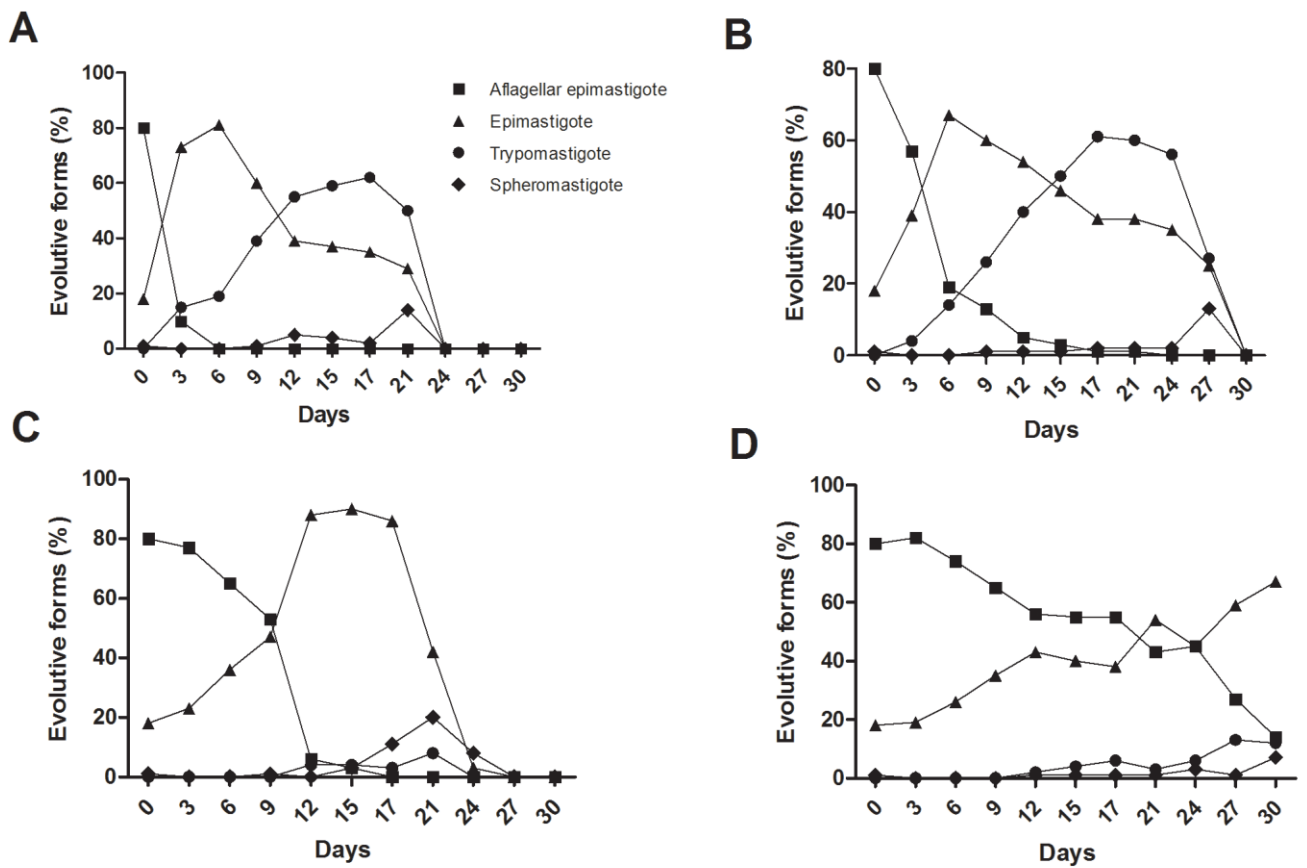 A
Evolutive forms (%)
100
80
60
40
20
0
0 3 6 9 12 15 17 21 24 27 30
Days
Aflagellar epimastigote
Epimastigote
Trypomastigote
Spheromastigote
B
Evolutive forms (%)
80
60
40
20
0
0 3 6 9 12 15 17 21 24 27 30
Days
C
Evolutive forms (%)
100
80
60
40
20
0
0 3 6 9 12 15 17 21 24 27 30
Days
D
Evolutive forms (%)
100
80
60
40
20
0
0 3 6 9 12 15 17 21 24 27 30
Days